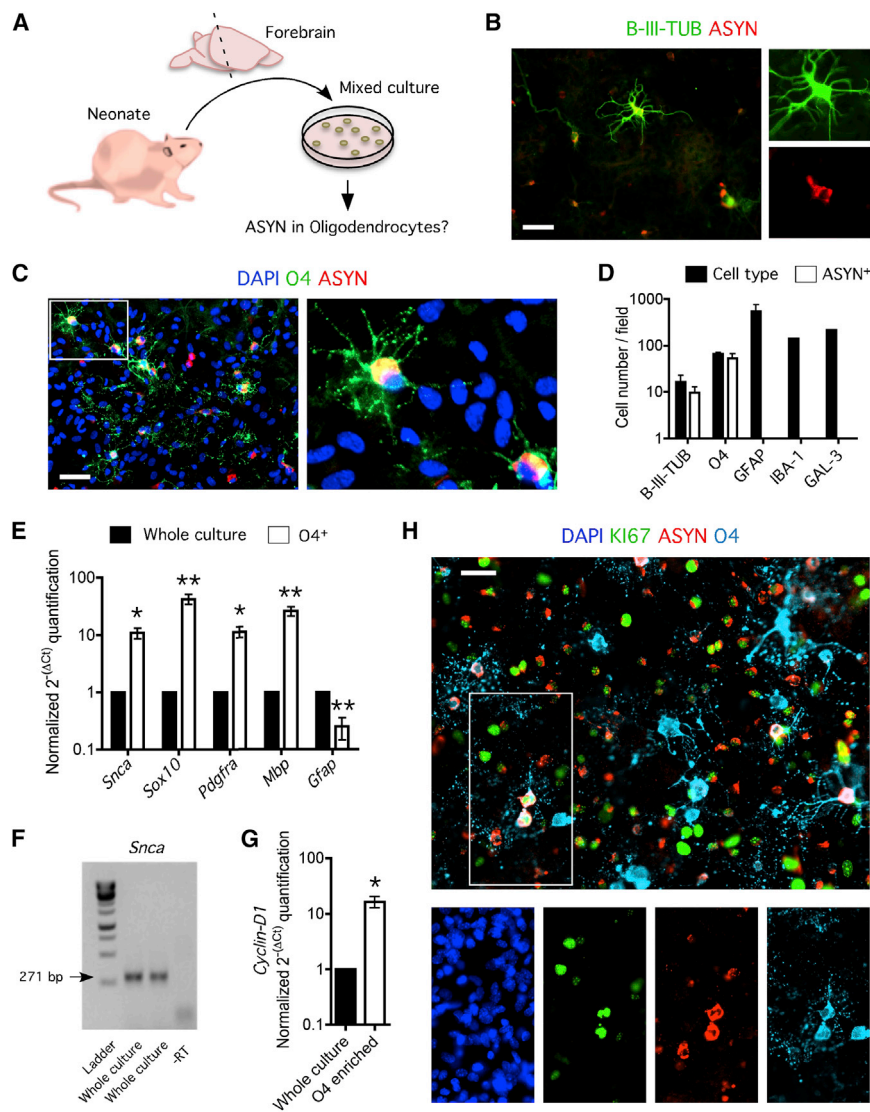 A
Forebrain
Mixed culture
Neonate
ASYN in Oligodendrocytes?
B
B-III-TUB ASYN
C
DAPI O4 ASYN
D
Cell type ASYN⁺
Cell number / field
1000
100
10
1
B-III-TUB
O4
GFAP
IBA-1
GAL-3
E
Whole culture O4⁺
Normalized 2^-(ΔCt) quantification
100
10
1
0.1
*
**
*
**
**
Snca
Sox10
Pdgfra
Mbp
Gfap
F
Snca
271 bp
Ladder
Whole culture
Whole culture
-RT
G
Cyclin-D1
Normalized 2^-(ΔCt) quantification
100
10
1
0.1
*
Whole culture
O4 enriched
H
DAPI KI67 ASYN O4